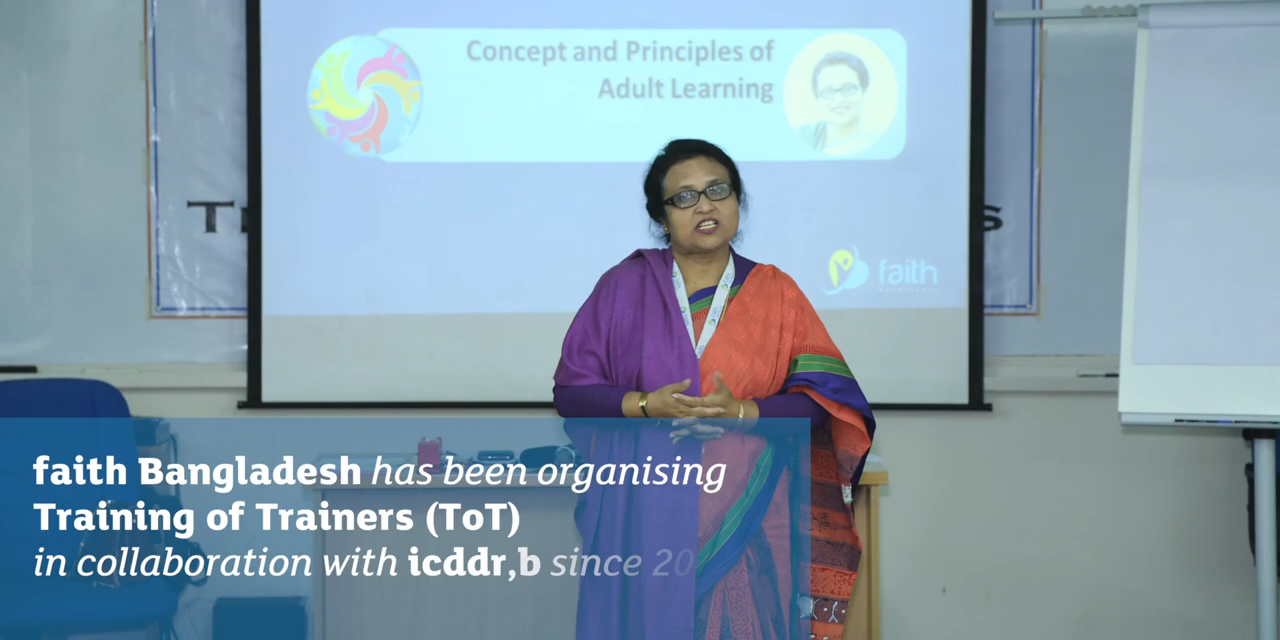 Concept and Principles of
Adult Learning
faith
faith Bangladesh has been organising
Training of Trainers (ToT)
in collaboration with icddr,b since 20